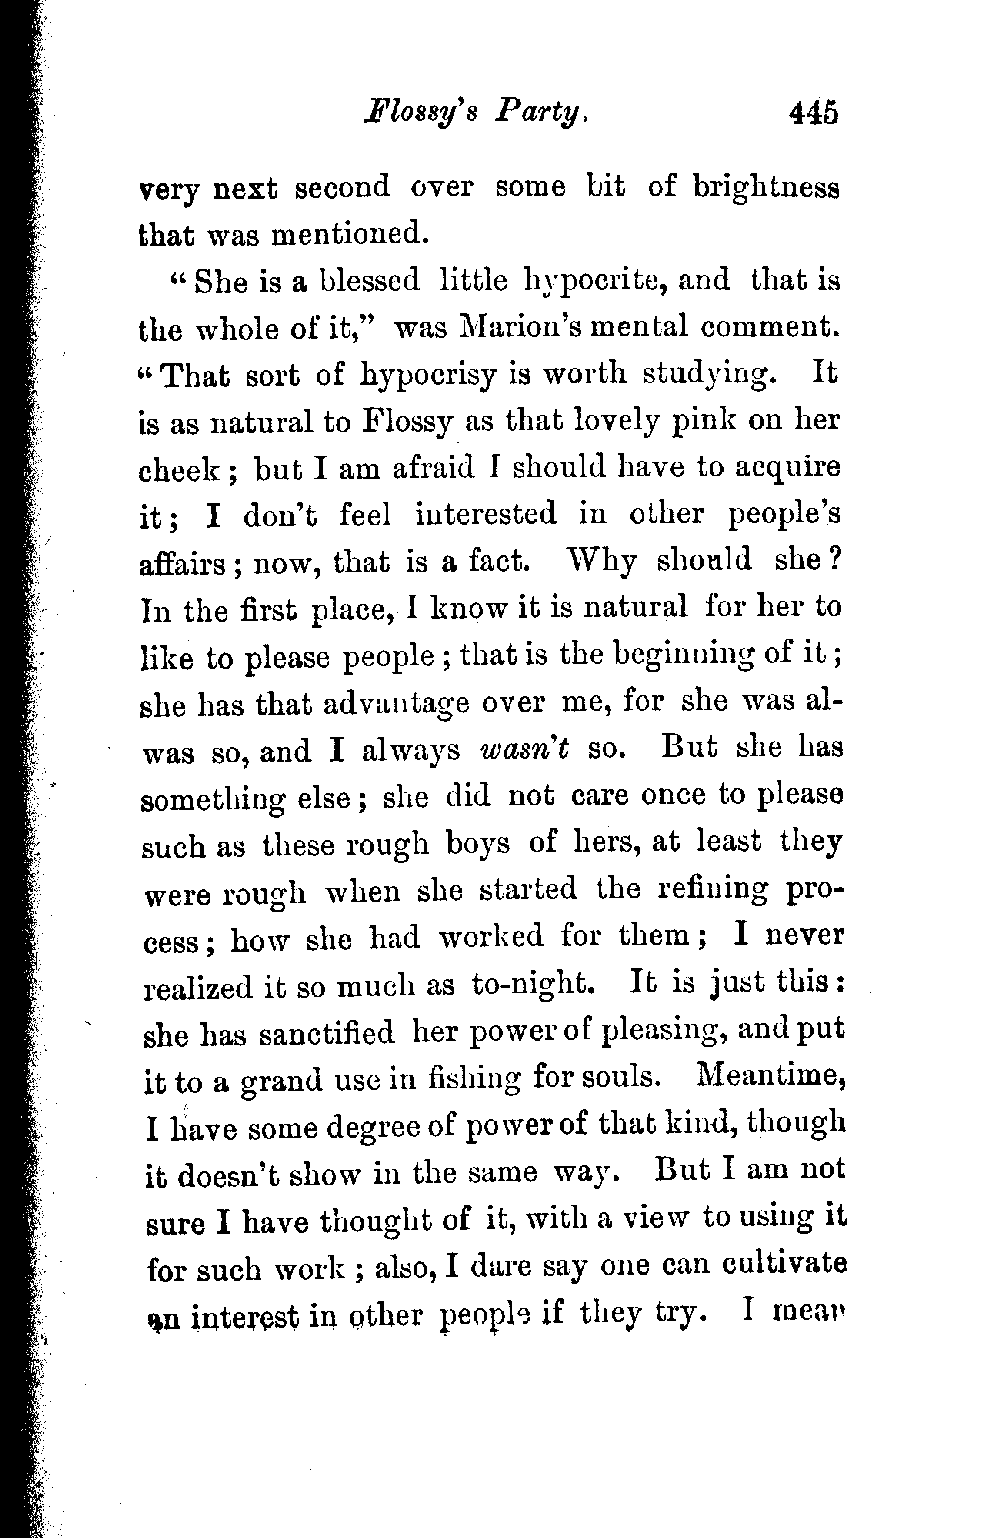 Flossy's Party. 445
very next second over some bit of brightness
that was mentioned.
“She is a blessed little hypocrite, and that is
the whole of it,” was Marion's mental comment.
“That sort of hypocrisy is worth studying. It
is as natural to Flossy as that lovely pink on her
cheek; but I am afraid I should have to acquire
it; I don't feel interested in other people's
affairs; now, that is a fact. Why should she?
In the first place, I know it is natural for her to
like to please people; that is the beginning of it;
she has that advantage over me, for she was al-
was so, and I always wasn't so. But she has
something else; she did not care once to please
such as these rough boys of hers, at least they
were rough when she started the refining pro-
cess; how she had worked for them; I never
realized it so much as to-night. It is just this:
she has sanctified her power of pleasing, and put
it to a grand use in fishing for souls. Meantime,
I have some degree of power of that kind, though
it doesn't show in the same way. But I am not
sure I have thought of it, with a view to using it
for such work; also, I dare say one can cultivate
an interest in other people if they try. I mean